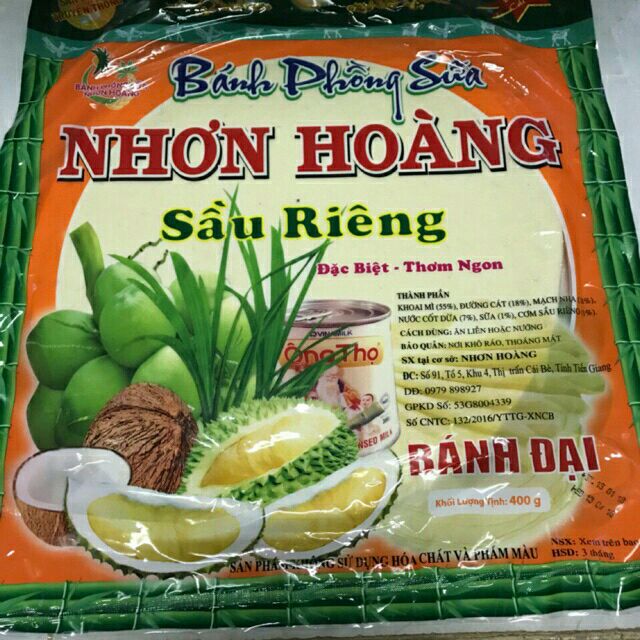 Bánh Phồng Sữa
NHƠN HOÀNG
Sầu Riêng
Đặc Biệt - Thơm Ngon
THÀNH PHẦN
KHOAI MÌ (55%), ĐƯỜNG CÁT (18%), MẠCH NHA
NƯỚC CỐT DỪA (7%), SỮA (1%), CƠM SẦU RIÊNG
CÁCH DÙNG: ĂN LIỀN HOẶC NƯỚNG
BẢO QUẢN: NƠI KHÔ RÁO, THOÁNG MÁT
SX tại cơ sở: NHƠN HOÀNG
ĐC: Số 91, Tổ 5, Khu 4, Thị trấn Cái Bè, Tỉnh Tiền Giang
DĐ: 0979 898927
GPKD Số: 53G8004339
Số CNTC: 132/2016/YTTG-XNCB
VINAMILK
Ông Thọ
BÁNH ĐẠI
Khối Lượng Tịnh: 400 g
NSX: Xem trên bao
HSD: 3 tháng
SẢN PHẨM KHÔNG SỬ DỤNG HÓA CHẤT VÀ PHẨM MÀU